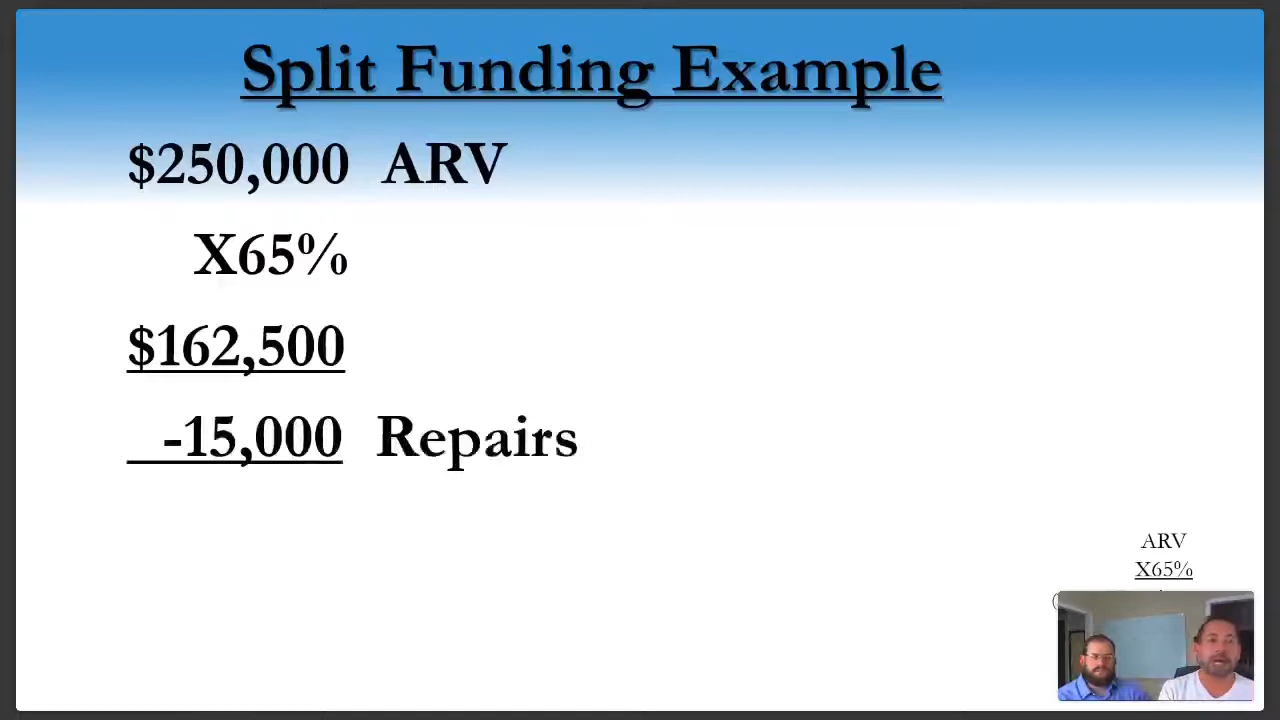 Split Funding Example
$250,000 ARV
X65%
$162,500
-15,000 Repairs
ARV
X65%